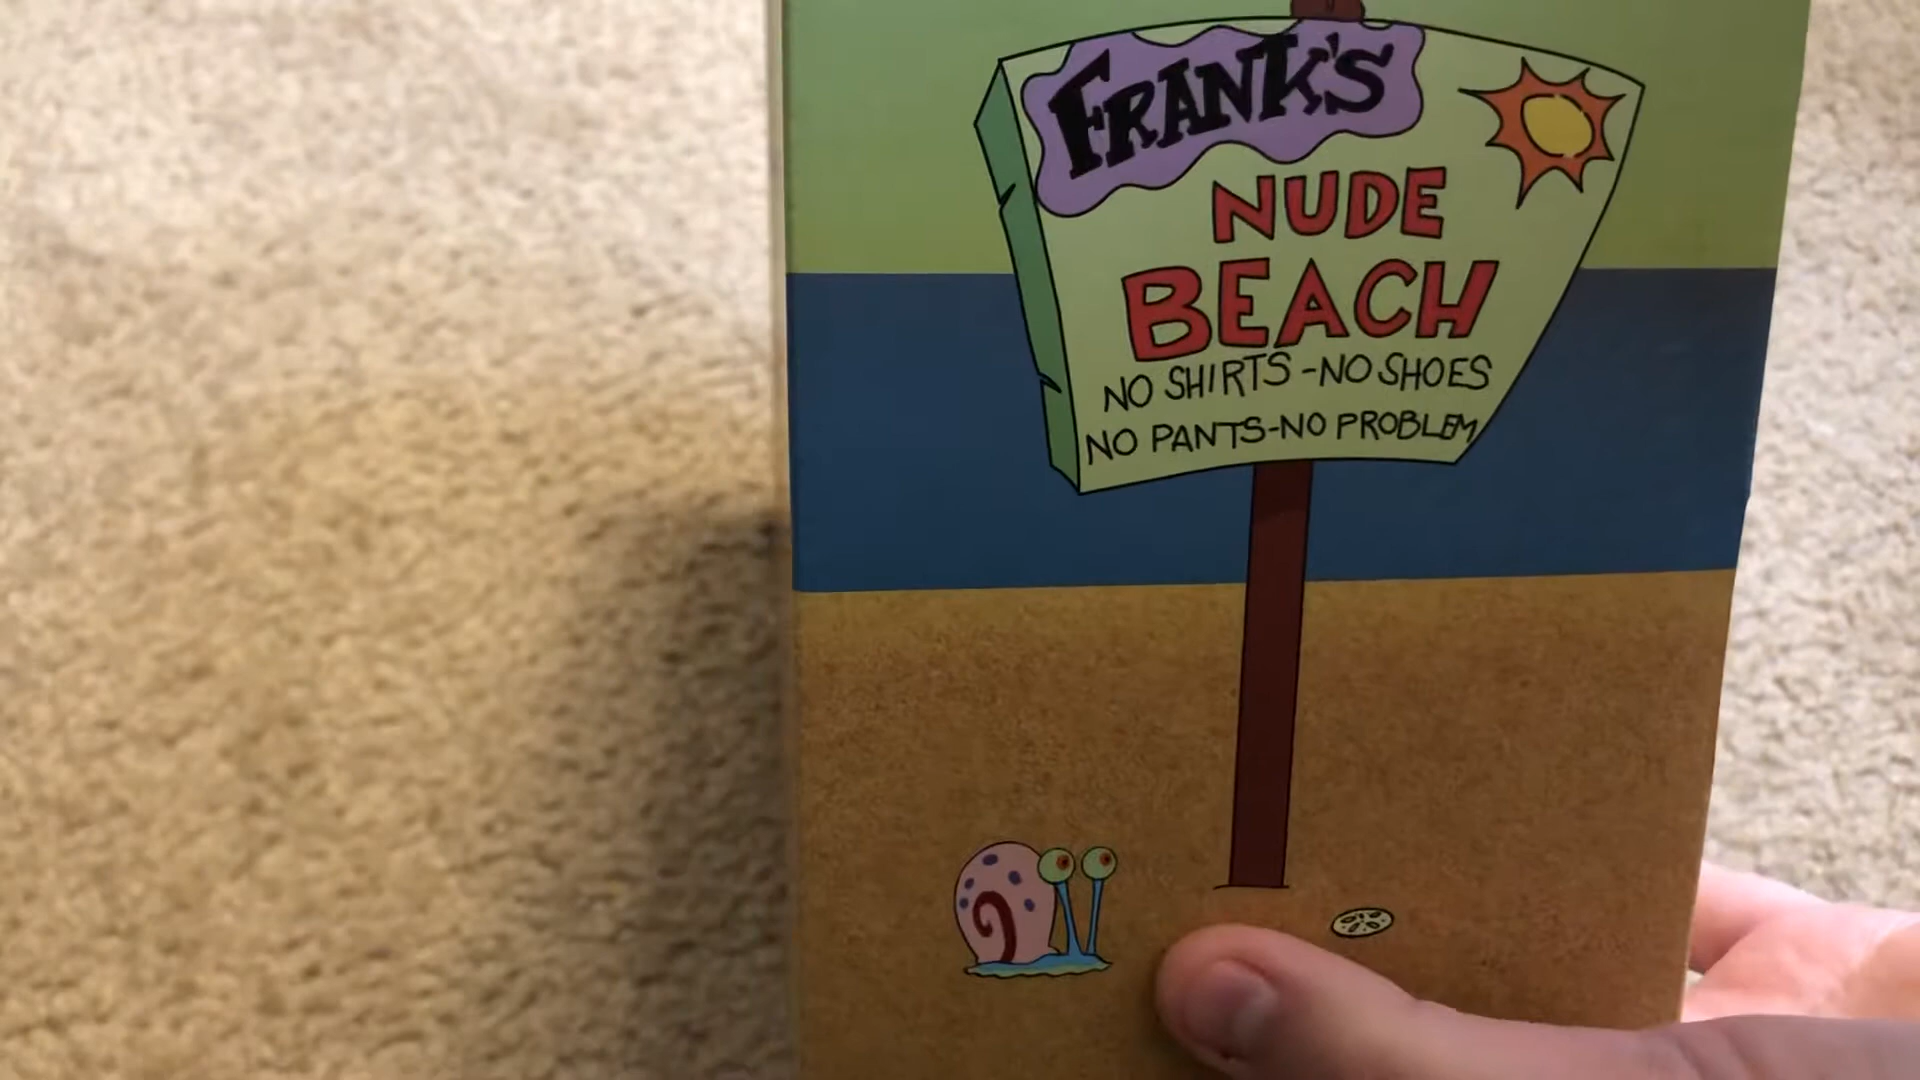 FRANK'S
NUDE
BEACH
NO SHIRTS-NO SHOES
NO PANTS-NO PROBLEM